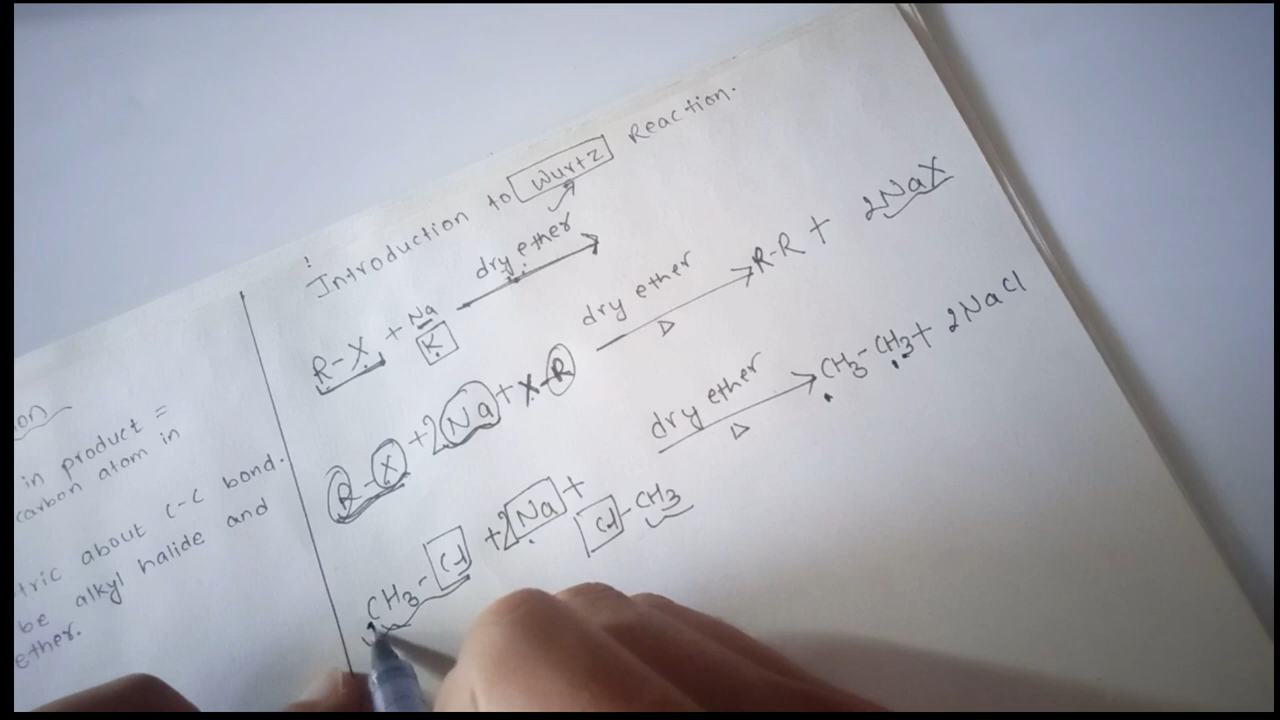 on
in product =
carbon atom in
tric about C-C bond.
be alkyl halide and
ether.
Introduction to Wurtz Reaction.
R-X + Na dry ether
K
R-X + 2Na + X-R dry ether R-R + 2NaX
Δ
CH3-Cl + 2Na + Cl-CH3 dry ether CH3-CH3 + 2NaCl
Δ